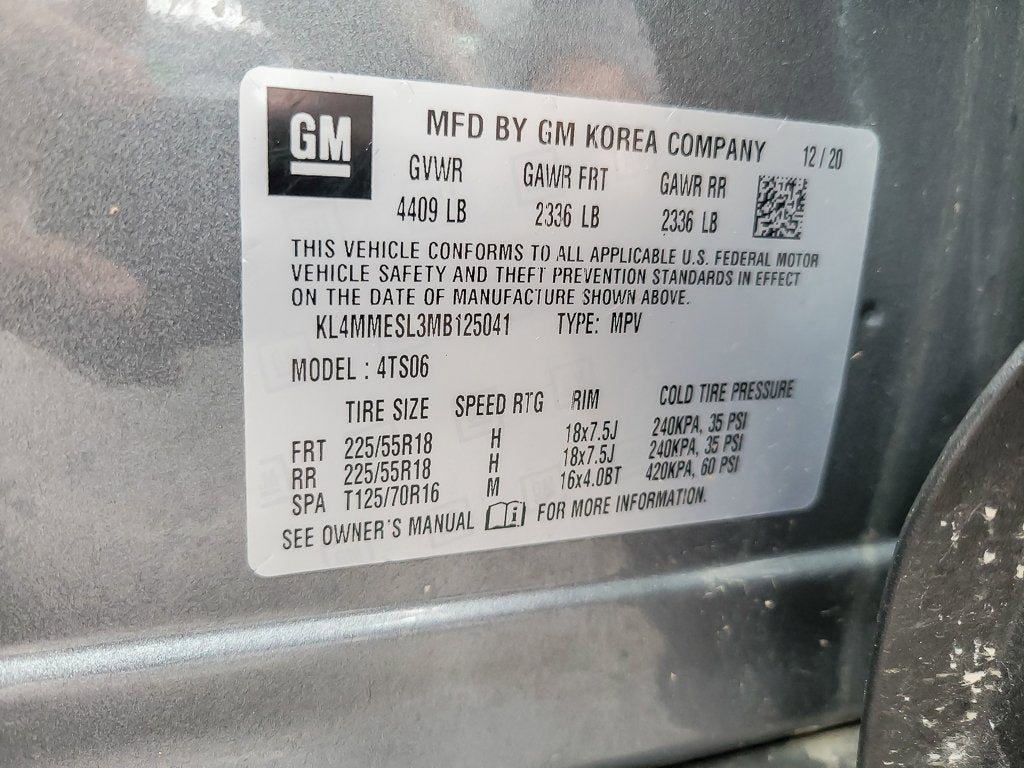 GM
MFD BY GM KOREA COMPANY 12/20
GVWR GAWR FRT GAWR RR
4409 LB 2336 LB 2336 LB
THIS VEHICLE CONFORMS TO ALL APPLICABLE U.S. FEDERAL MOTOR
VEHICLE SAFETY AND THEFT PREVENTION STANDARDS IN EFFECT
ON THE DATE OF MANUFACTURE SHOWN ABOVE.
KL4MMESL3MB125041 TYPE: MPV
MODEL : 4TS06
TIRE SIZE SPEED RTG RIM COLD TIRE PRESSURE
FRT 225/55R18 H 18x7.5J 240KPA, 35 PSI
RR 225/55R18 H 18x7.5J 240KPA, 35 PSI
SPA T125/70R16 M 16x4.0BT 420KPA, 60 PSI
SEE OWNER'S MANUAL i FOR MORE INFORMATION.